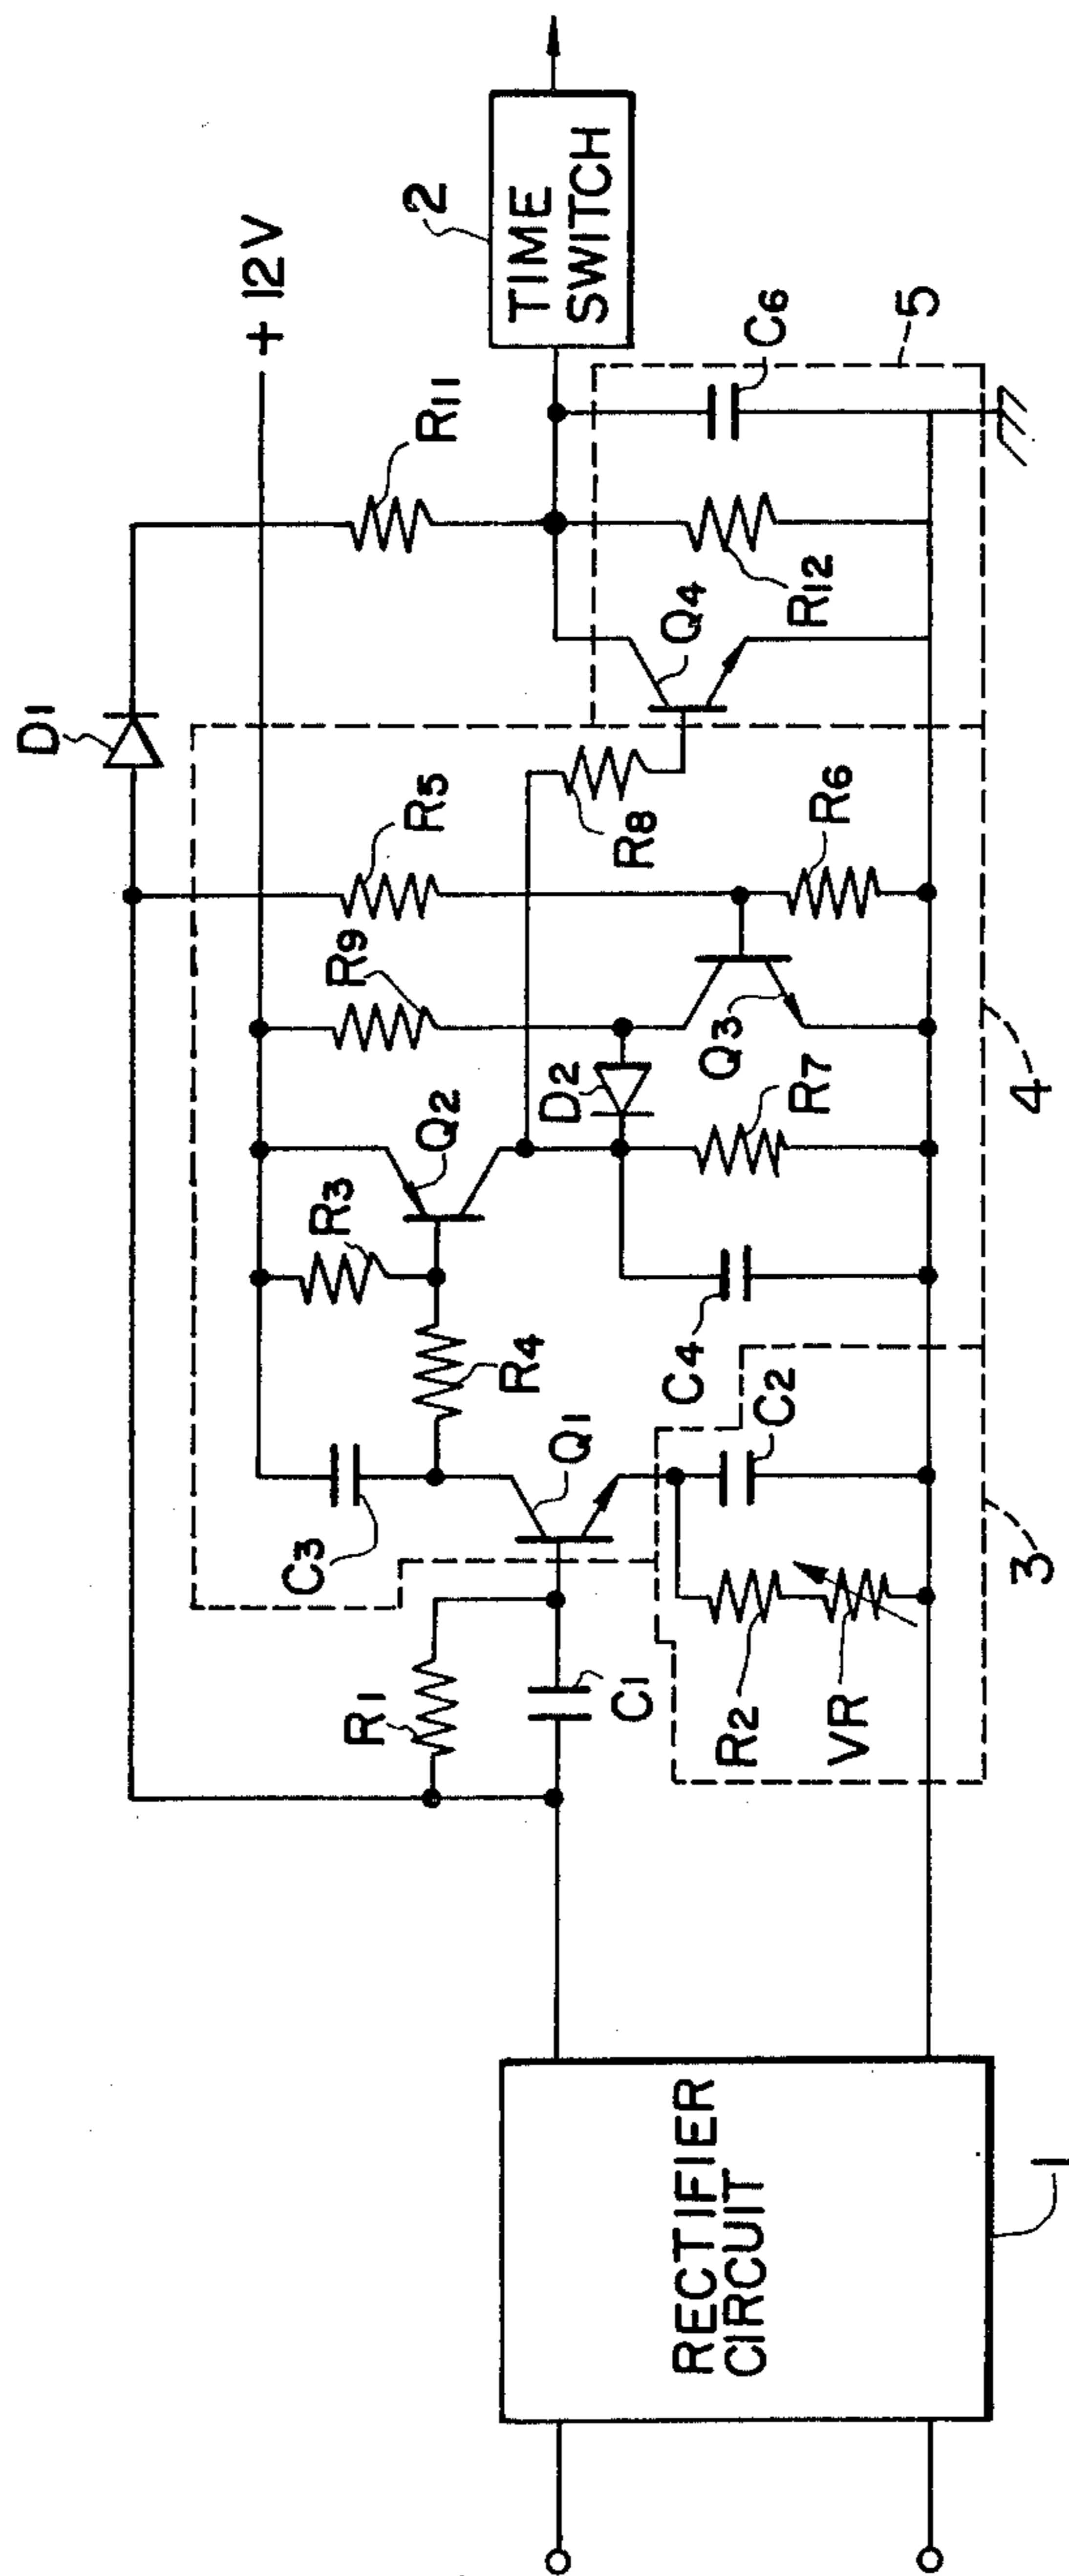 D1
+ 12V
R11
2
TIME
SWITCH
R5
R9
R3
Q2
C3
R4
Q1
R1
C1
R8
Q4
R12
C6
5
D2
Q3
R6
R7
C4
C2
R2
VR
3
4
RECTIFIER
CIRCUIT
1